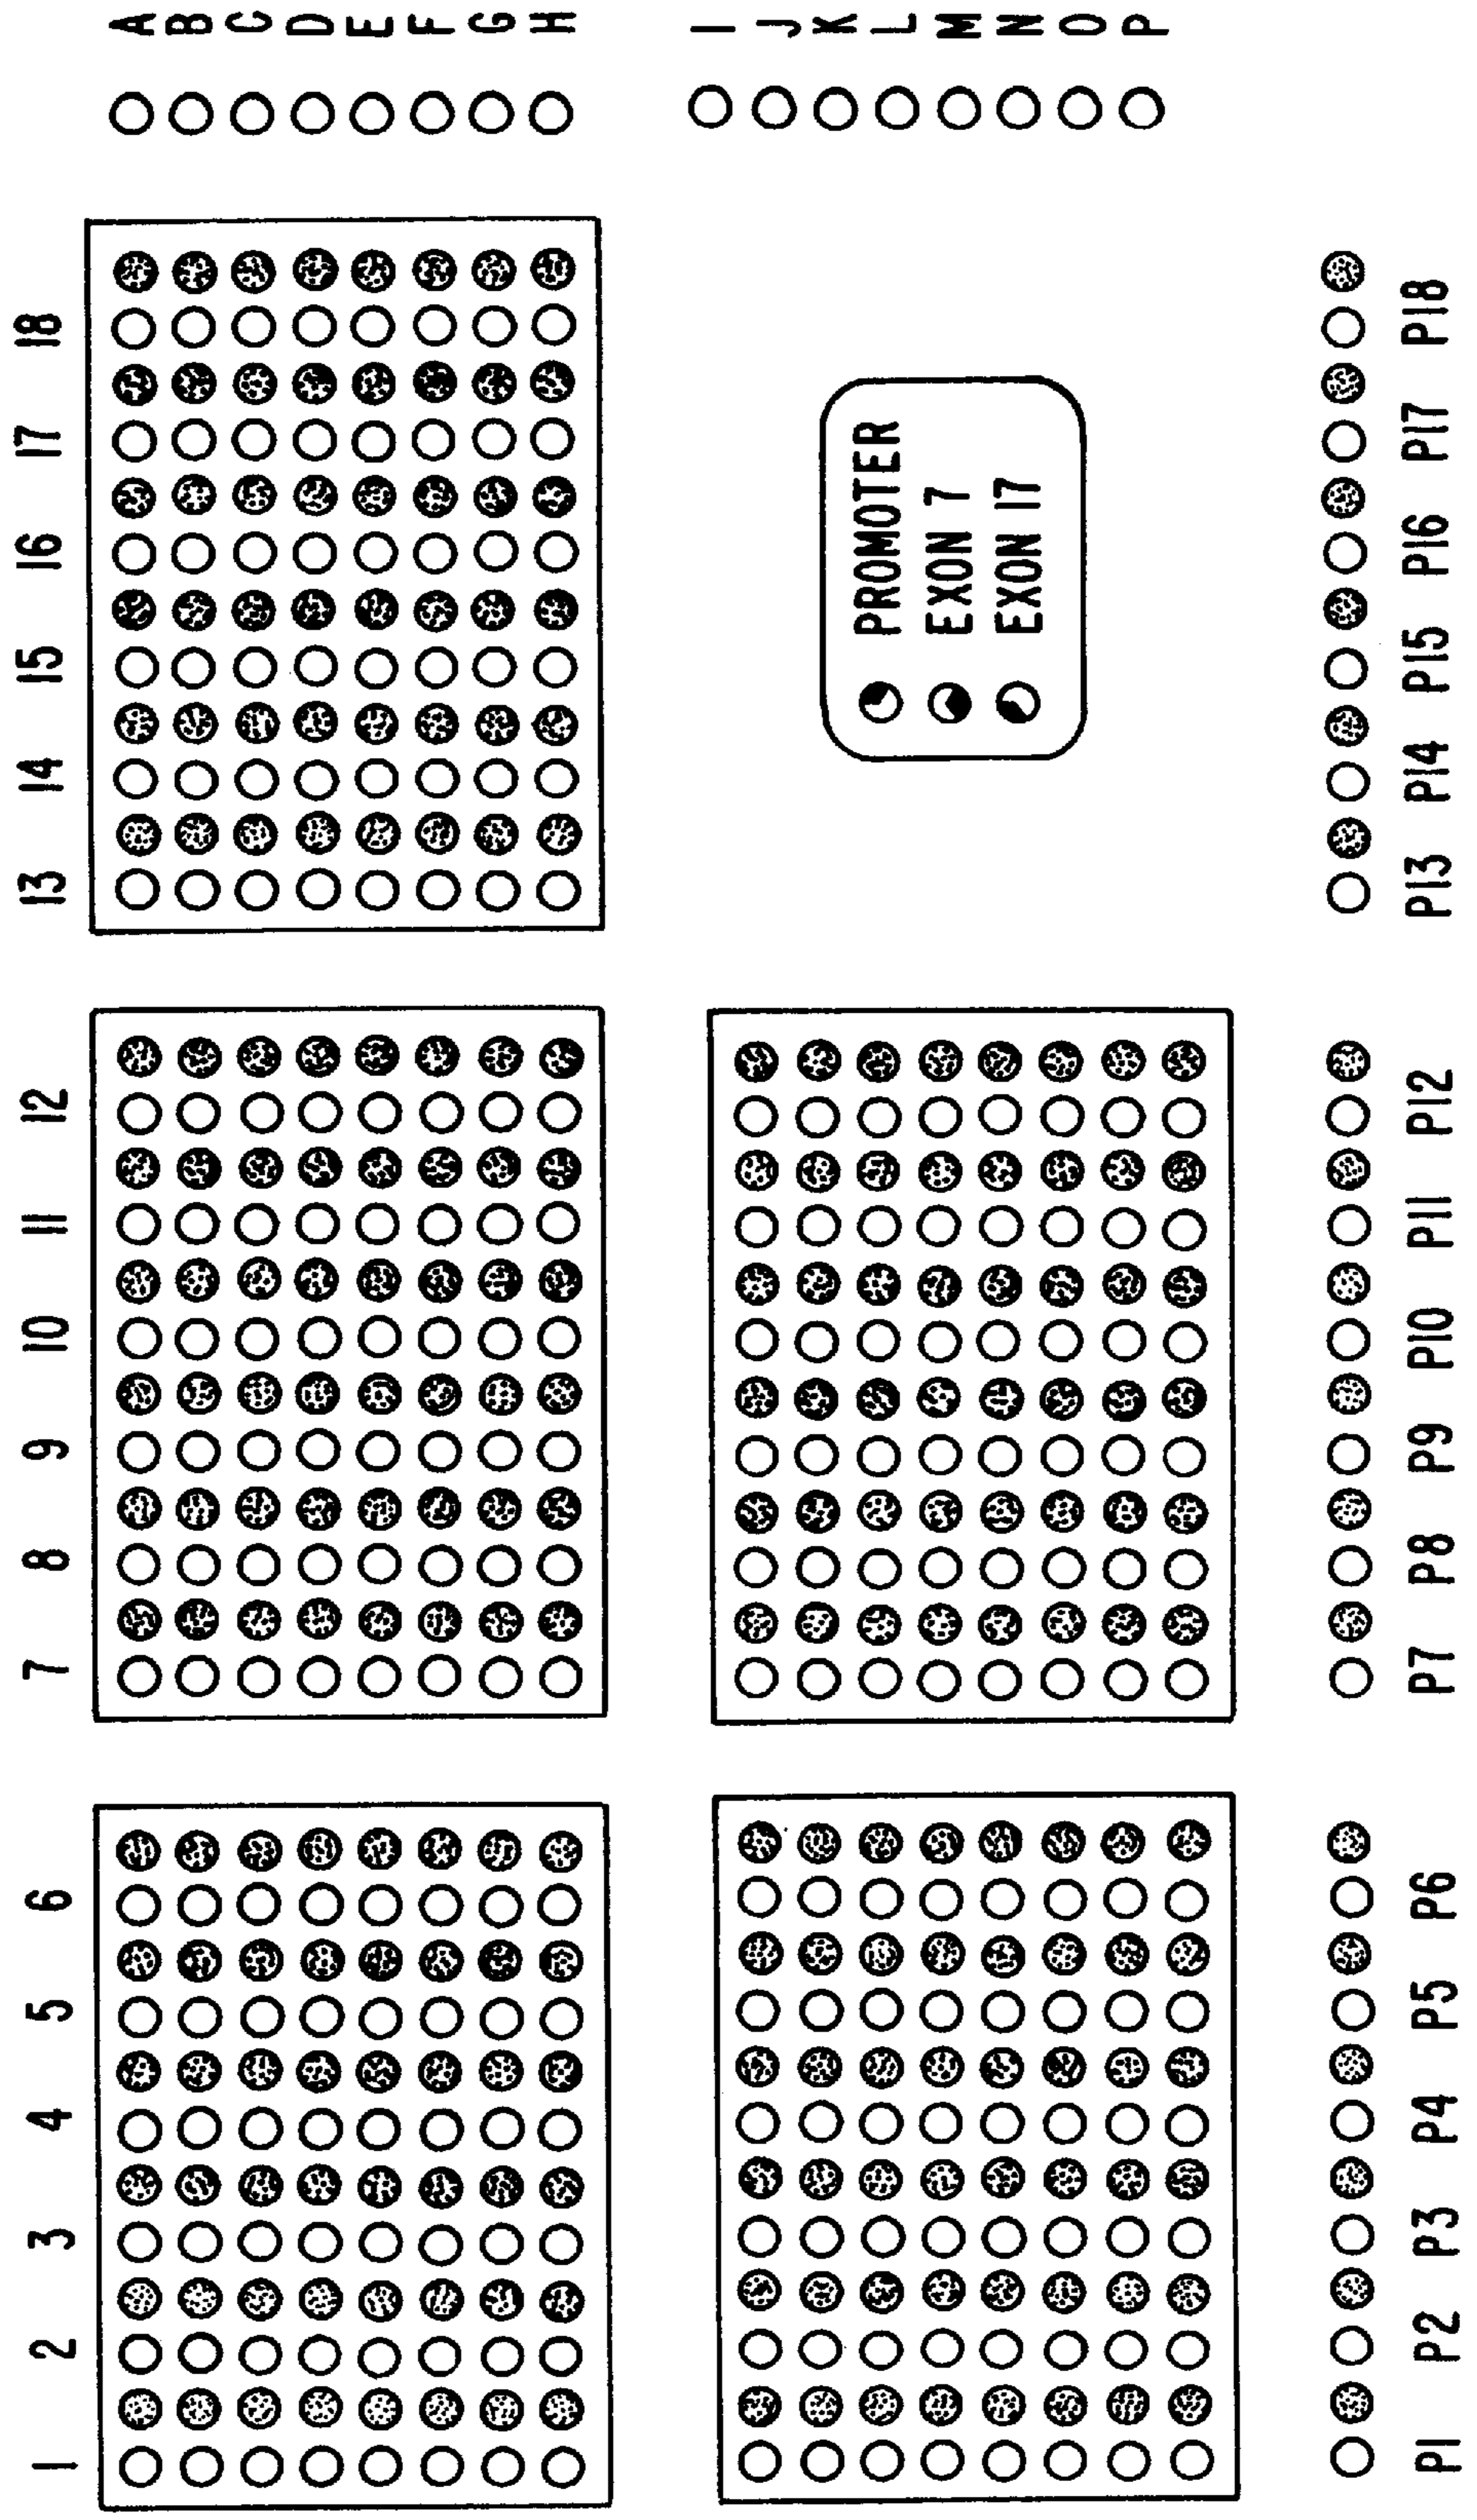 1 2 3 4 5 6 7 8 9 10 11 12 13 14 15 16 17 18
A
B
C
D
E
F
G
H
I
J
K
L
M
N
O
P
PROMOTER
EXON 7
EXON 17
P1 P2 P3 P4 P5 P6 P7 P8 P9 P10 P11 P12 P13 P14 P15 P16 P17 P18